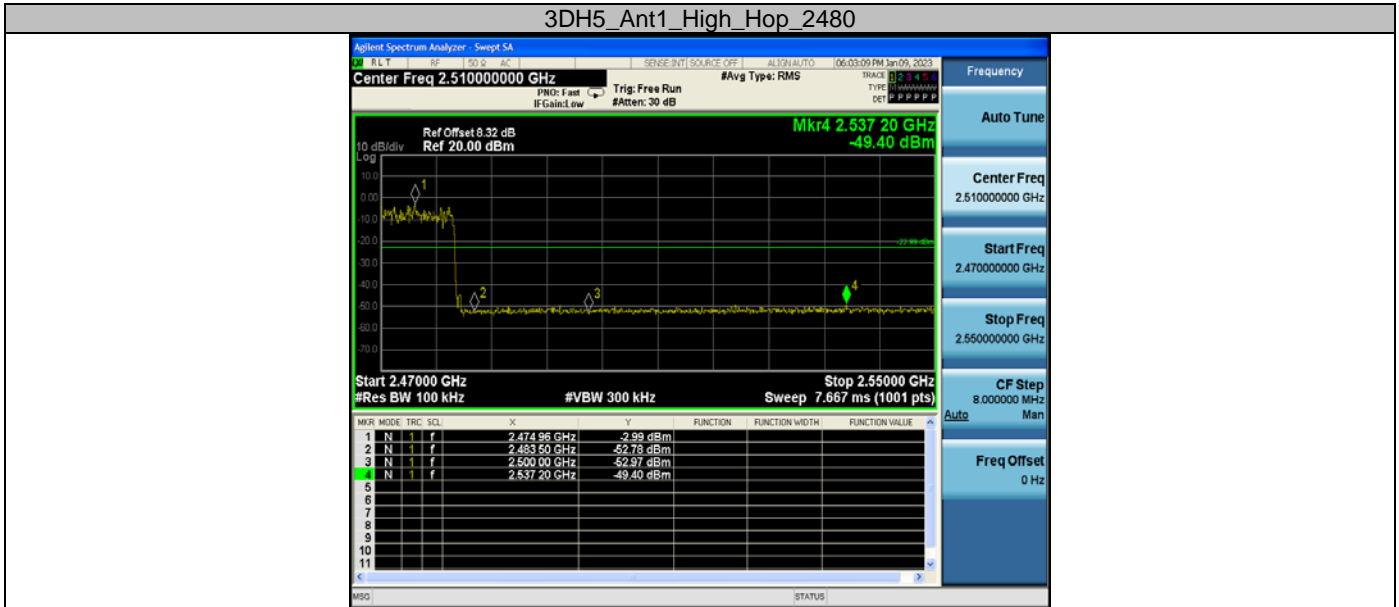 3DH5_Ant1_High_Hop_2480
Agilent Spectrum Analyzer - Swept SA
RLT RF 50 Ω AC SENSE:INT SOURCE OFF ALIGN AUTO 06:03:09 PM Jan 09, 2023
Center Freq 2.510000000 GHz
PNO: Fast
IFGain:Low
Trig: Free Run
#Atten: 30 dB
#Avg Type: RMS
TRACE 1 2 3 4 5 6
TYPE M
DET P P P P P P
Mkr4 2.537 20 GHz
-49.40 dBm
Ref Offset 8.32 dB
10 dB/div Ref 20.00 dBm
Log
10.0
0.00
-10.0
-20.0
-30.0
-40.0
-50.0
-60.0
-70.0
1
2
3
4
-22.99 dBm
Start 2.47000 GHz Stop 2.55000 GHz
#Res BW 100 kHz #VBW 300 kHz Sweep 7.667 ms (1001 pts)
MKR MODE TRC SCL X Y FUNCTION FUNCTION WIDTH FUNCTION VALUE
1 N 1 f 2.474 96 GHz -2.99 dBm
2 N 1 f 2.483 50 GHz -52.78 dBm
3 N 1 f 2.500 00 GHz -52.97 dBm
4 N 1 f 2.537 20 GHz -49.40 dBm
5
6
7
8
9
10
11
MSG STATUS
Frequency
Auto Tune
Center Freq
2.510000000 GHz
Start Freq
2.470000000 GHz
Stop Freq
2.550000000 GHz
CF Step
8.000000 MHz
Auto Man
Freq Offset
0 Hz